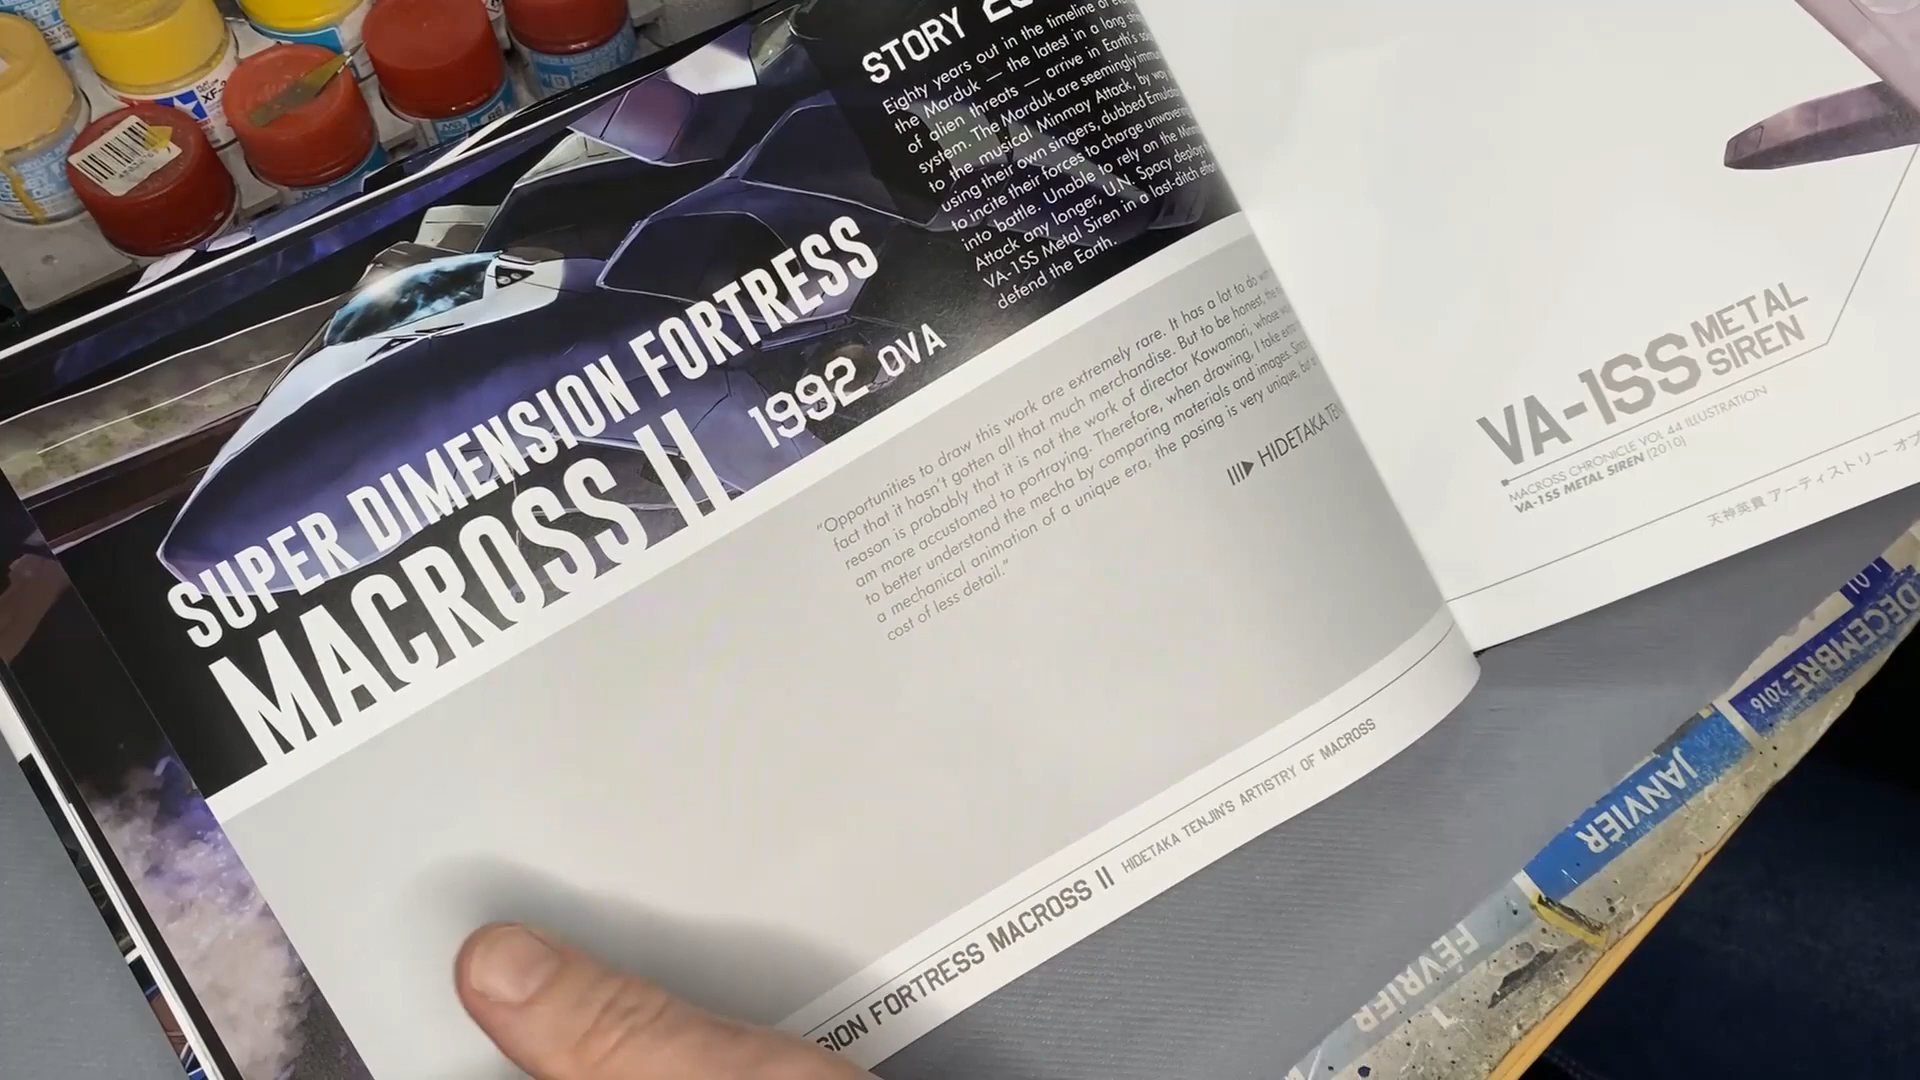 STORY
Eighty years out in the timeline of
the Marduk — the latest in a long
of alien threats — arrive in Earth's
system. The Marduk are seemingly
to the musical Minmay Attack, by way
using their own singers, dubbed
to incite their forces to charge
into battle. Unable to rely on the
Attack any longer, U.N. Spacy
VA-1SS Metal Siren in a last-ditch
defend the Earth.
SUPER DIMENSION FORTRESS
MACROSS II 1992 OVA
"Opportunities to draw this work are extremely rare. It has a lot to do
fact that it hasn't gotten all that much merchandise. But to be honest, the
reason is probably that it is not the work of director Kawamori, whose
am more accustomed to portraying. Therefore, when drawing, I take
to better understand the mecha by comparing materials and images.
a mechanical animation of a unique era, the posing is very unique,
cost of less detail."
HIDETAKA
SION FORTRESS MACROSS II HIDETAKA TENJIN'S ARTISTRY OF MACROSS
VA-1SS METAL SIREN
MACROSS CHRONICLE VOL.44 ILLUSTRATION
VA-1SS METAL SIREN (2010)
天神英貴 アーティストリー オブ
DECEMBRE 2016
JANVIER
FÉVRIER
XF-